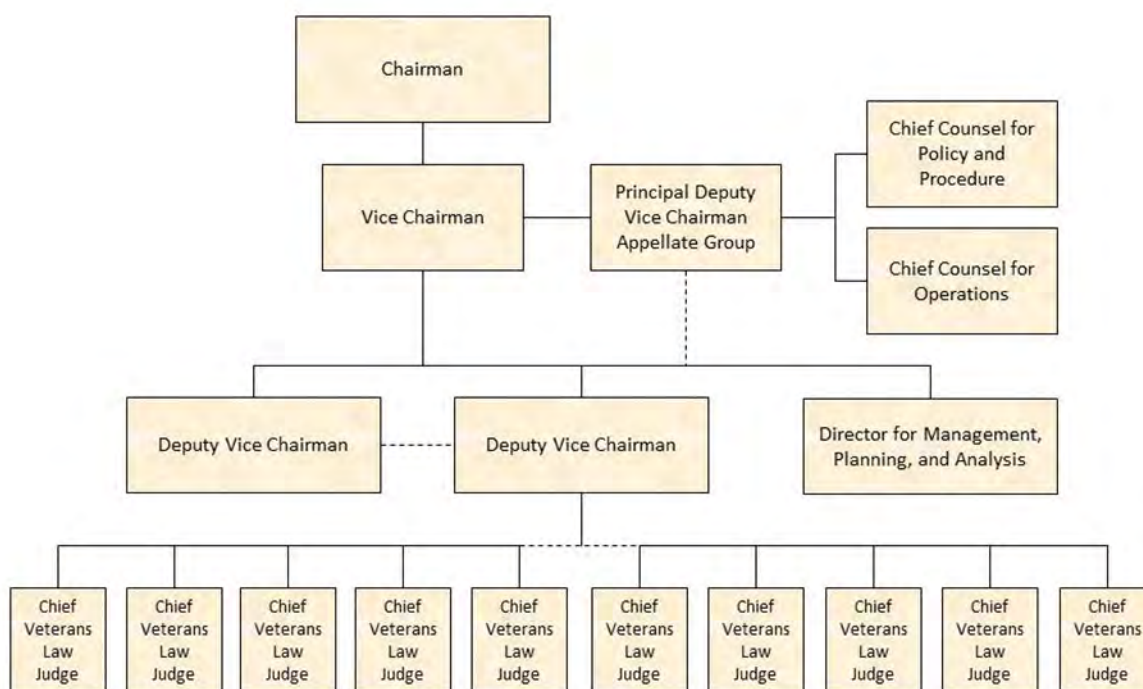 Chairman
Vice Chairman
Principal Deputy
Vice Chairman
Appellate Group
Chief Counsel for
Policy and
Procedure
Chief Counsel for
Operations
Deputy Vice Chairman
Deputy Vice Chairman
Director for Management,
Planning, and Analysis
Chief
Veterans
Law
Judge
Chief
Veterans
Law
Judge
Chief
Veterans
Law
Judge
Chief
Veterans
Law
Judge
Chief
Veterans
Law
Judge
Chief
Veterans
Law
Judge
Chief
Veterans
Law
Judge
Chief
Veterans
Law
Judge
Chief
Veterans
Law
Judge
Chief
Veterans
Law
Judge